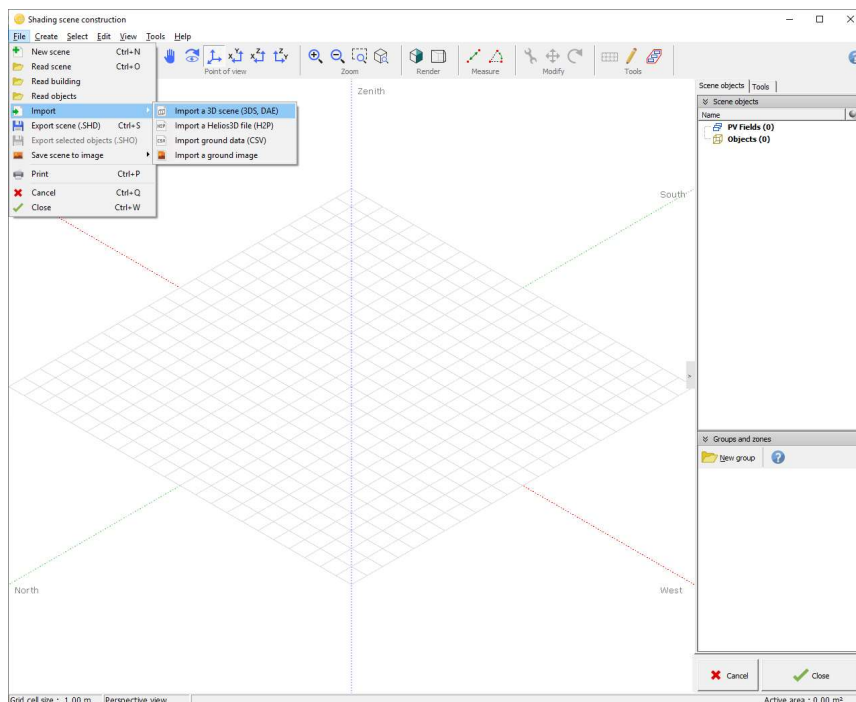 Shading scene construction
File Create Select Edit View Tools Help
New scene Ctrl+N
Read scene Ctrl+O
Read building
Read objects
Import
Export scene (.SHD) Ctrl+S
Export selected objects (.SHO)
Save scene to image
Print Ctrl+P
Cancel Ctrl+Q
Close Ctrl+W
Import a 3D scene (3DS, DAE)
Import a Helios3D file (H2P)
Import ground data (CSV)
Import a ground image
Point of view Zoom Render Measure Modify Tools
Zenith
South
North
West
Scene objects Tools
Scene objects
Name
PV Fields (0)
Objects (0)
Groups and zones
New group
Cancel Close
Grid cell size : 1.00 m Perspective view Active area : 0.00 m²